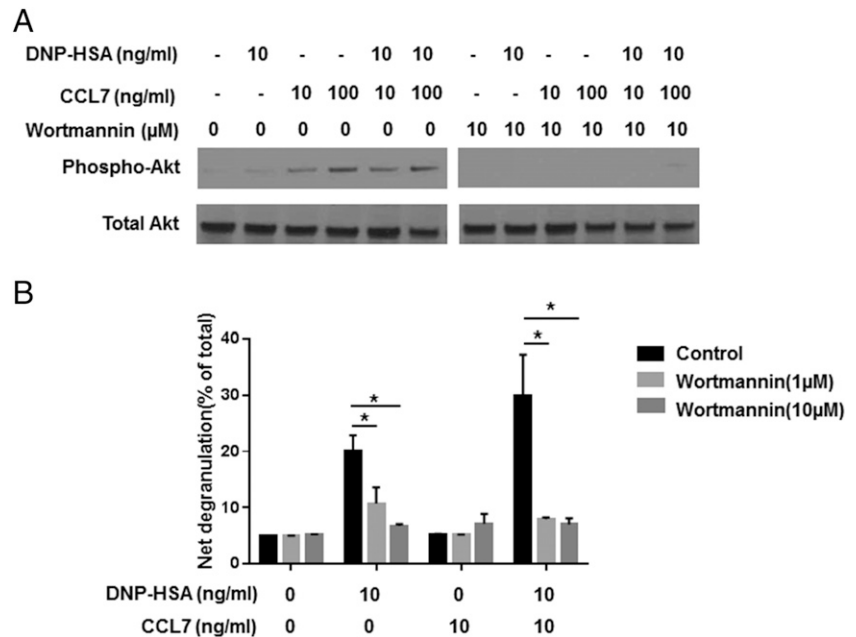 A
DNP-HSA (ng/ml) - 10 - - 10 10 - 10 - - 10 10
CCL7 (ng/ml) - - 10 100 10 100 - - 10 100 10 100
Wortmannin (µM) 0 0 0 0 0 0 10 10 10 10 10 10
Phospho-Akt
Total Akt
B
Net degranulation(% of total)
40
30
20
10
0
* * * *
Control
Wortmannin(1µM)
Wortmannin(10µM)
DNP-HSA (ng/ml) 0 10 0 10
CCL7 (ng/ml) 0 0 10 10